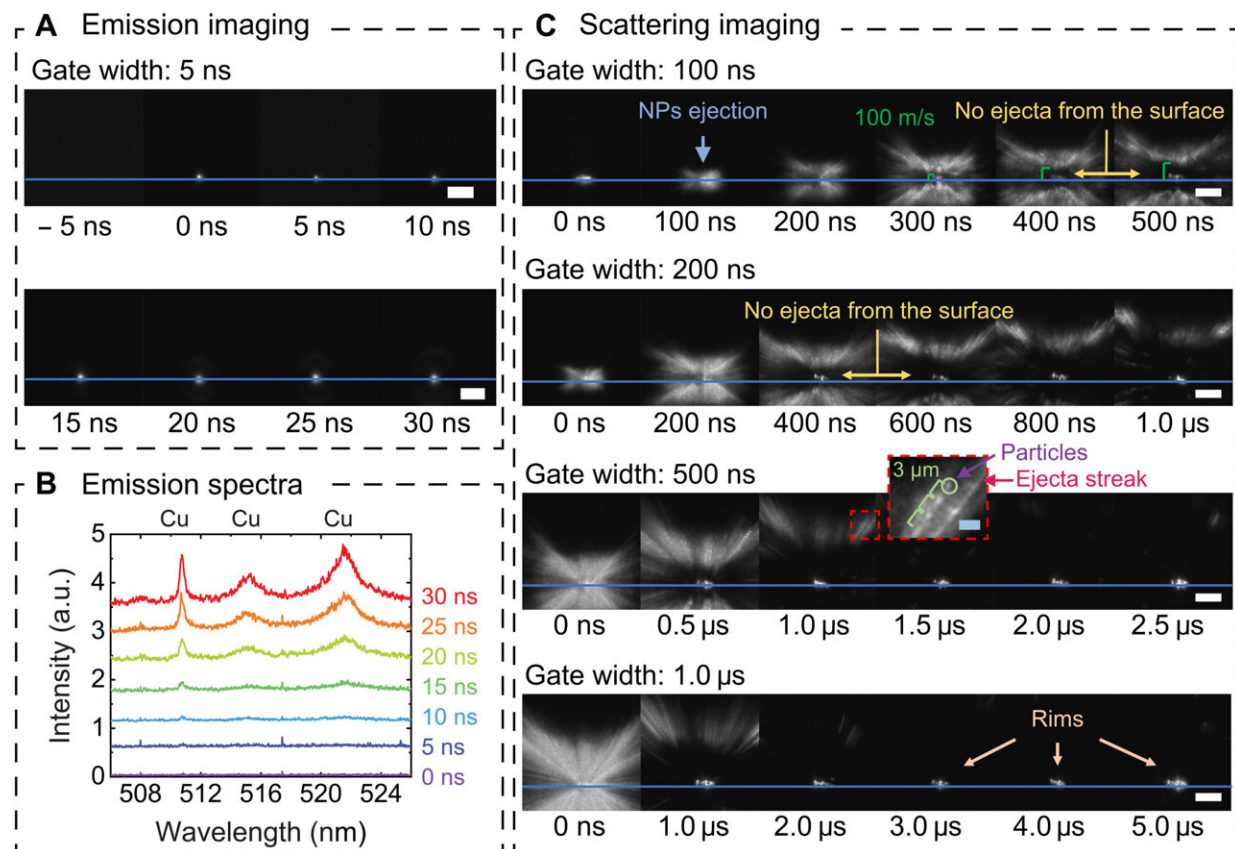 A Emission imaging
Gate width: 5 ns
− 5 ns 0 ns 5 ns 10 ns
15 ns 20 ns 25 ns 30 ns
B Emission spectra
Cu Cu Cu
5
4
3
2
1
0
Intensity (a.u.)
30 ns
25 ns
20 ns
15 ns
10 ns
5 ns
0 ns
508 512 516 520 524
Wavelength (nm)
C Scattering imaging
Gate width: 100 ns
NPs ejection
100 m/s
No ejecta from the surface
0 ns 100 ns 200 ns 300 ns 400 ns 500 ns
Gate width: 200 ns
No ejecta from the surface
0 ns 200 ns 400 ns 600 ns 800 ns 1.0 µs
Gate width: 500 ns
3 µm
Particles
Ejecta streak
0 ns 0.5 µs 1.0 µs 1.5 µs 2.0 µs 2.5 µs
Gate width: 1.0 µs
Rims
0 ns 1.0 µs 2.0 µs 3.0 µs 4.0 µs 5.0 µs